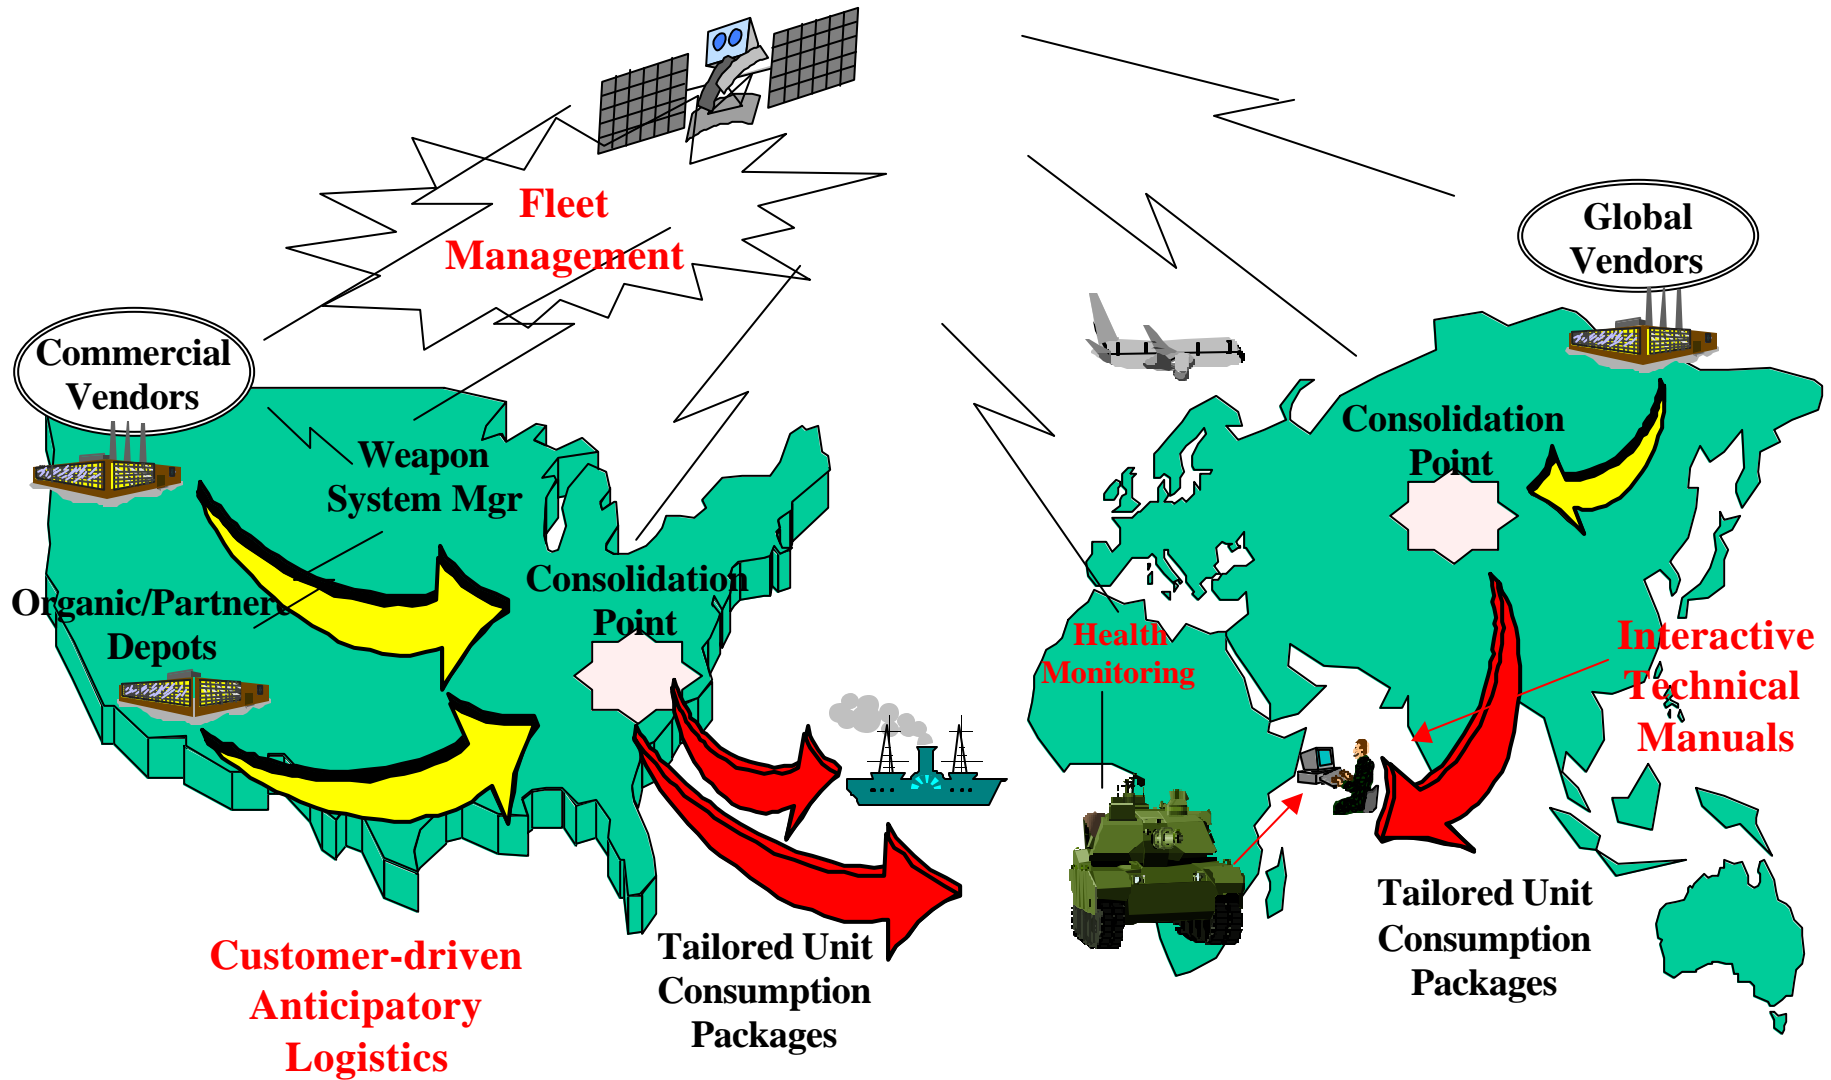 Fleet
Management
Global
Vendors
Commercial
Vendors
Weapon
System Mgr
Consolidation
Point
Organic/Partnere
Depots
Consolidation
Point
Health
Monitoring
Interactive
Technical
Manuals
Tailored Unit
Consumption
Packages
Customer-driven
Anticipatory
Logistics
Tailored Unit
Consumption
Packages